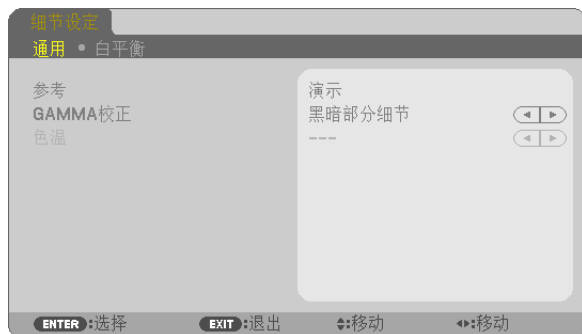 细节设定
通用 • 白平衡
参考 演示
GAMMA校正 黑暗部分细节
色温 ---
ENTER:选择 EXIT:退出 :移动 :移动